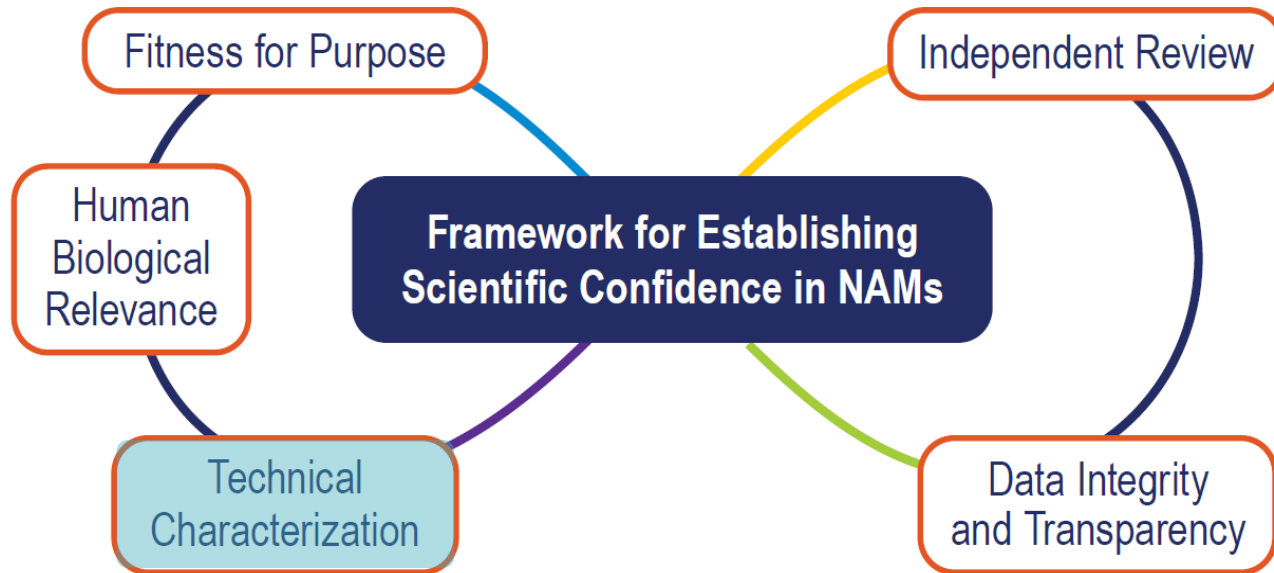 Fitness for Purpose
Independent Review
Human
Biological
Relevance
Framework for Establishing
Scientific Confidence in NAMs
Technical
Characterization
Data Integrity
and Transparency